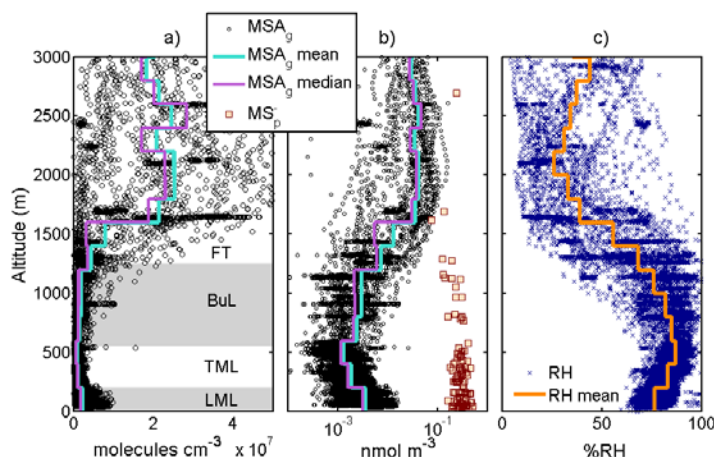 a)
b)
c)
MSA_g
MSA_g mean
MSA_g median
MS_p^-
Altitude (m)
3000
2500
2000
1500
1000
500
0
FT
BuL
TML
LML
0
2
4
molecules cm^-3 x 10^7
10^-3
10^-1
nmol m^-3
RH
RH mean
0
50
100
%RH